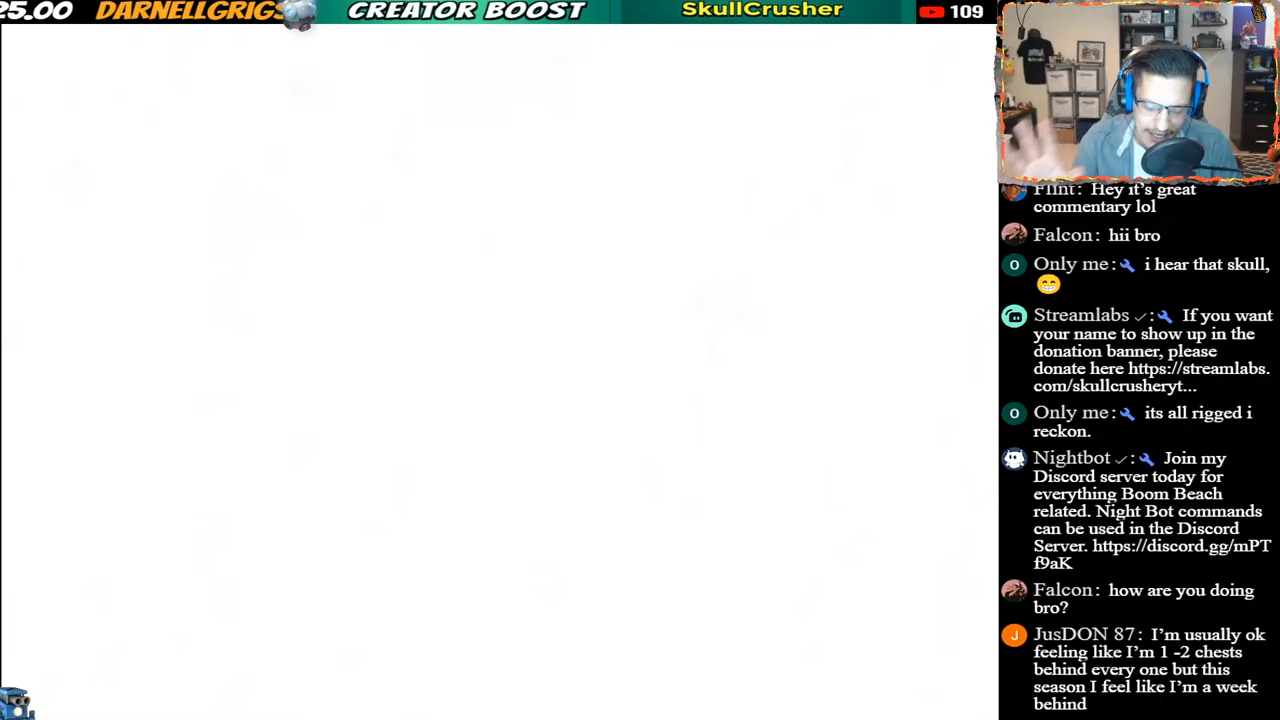 25.00 DARNELLGRIGS
CREATOR BOOST
SkullCrusher
109
Flint: Hey it's great
commentary lol
Falcon: hii bro
Only me: i hear that skull,
Streamlabs: If you want
your name to show up in the
donation banner, please
donate here https://streamlabs.
com/skullcrusheryt...
Only me: its all rigged i
reckon.
Nightbot: Join my
Discord server today for
everything Boom Beach
related. Night Bot commands
can be used in the Discord
Server. https://discord.gg/mPT
f9aK
Falcon: how are you doing
bro?
JusDON 87: I'm usually ok
feeling like I'm 1 -2 chests
behind every one but this
season I feel like I'm a week
behind